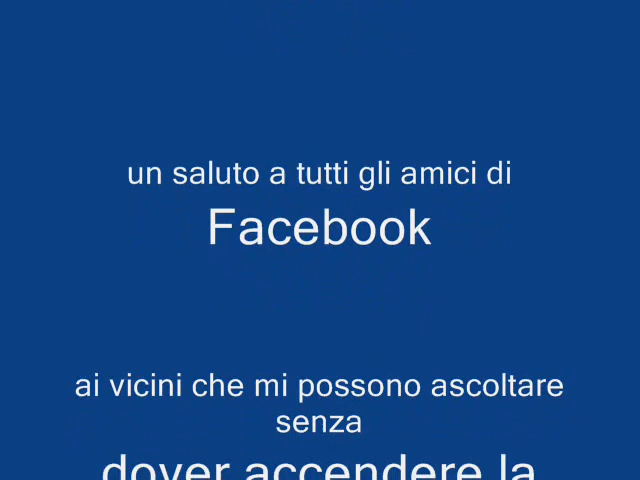 un saluto a tutti gli amici di
Facebook
ai vicini che mi possono ascoltare
senza
dover accendere la